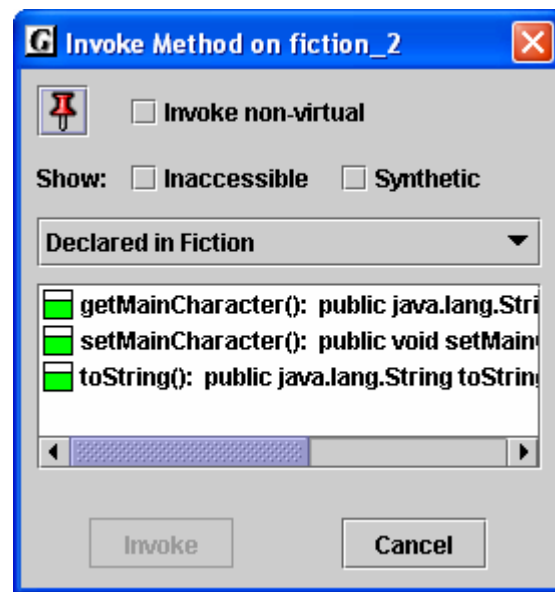 G Invoke Method on fiction_2
Invoke non-virtual
Show: Inaccessible Synthetic
Declared in Fiction
getMainCharacter(): public java.lang.Stri
setMainCharacter(): public void setMain
toString(): public java.lang.String toString
Invoke Cancel